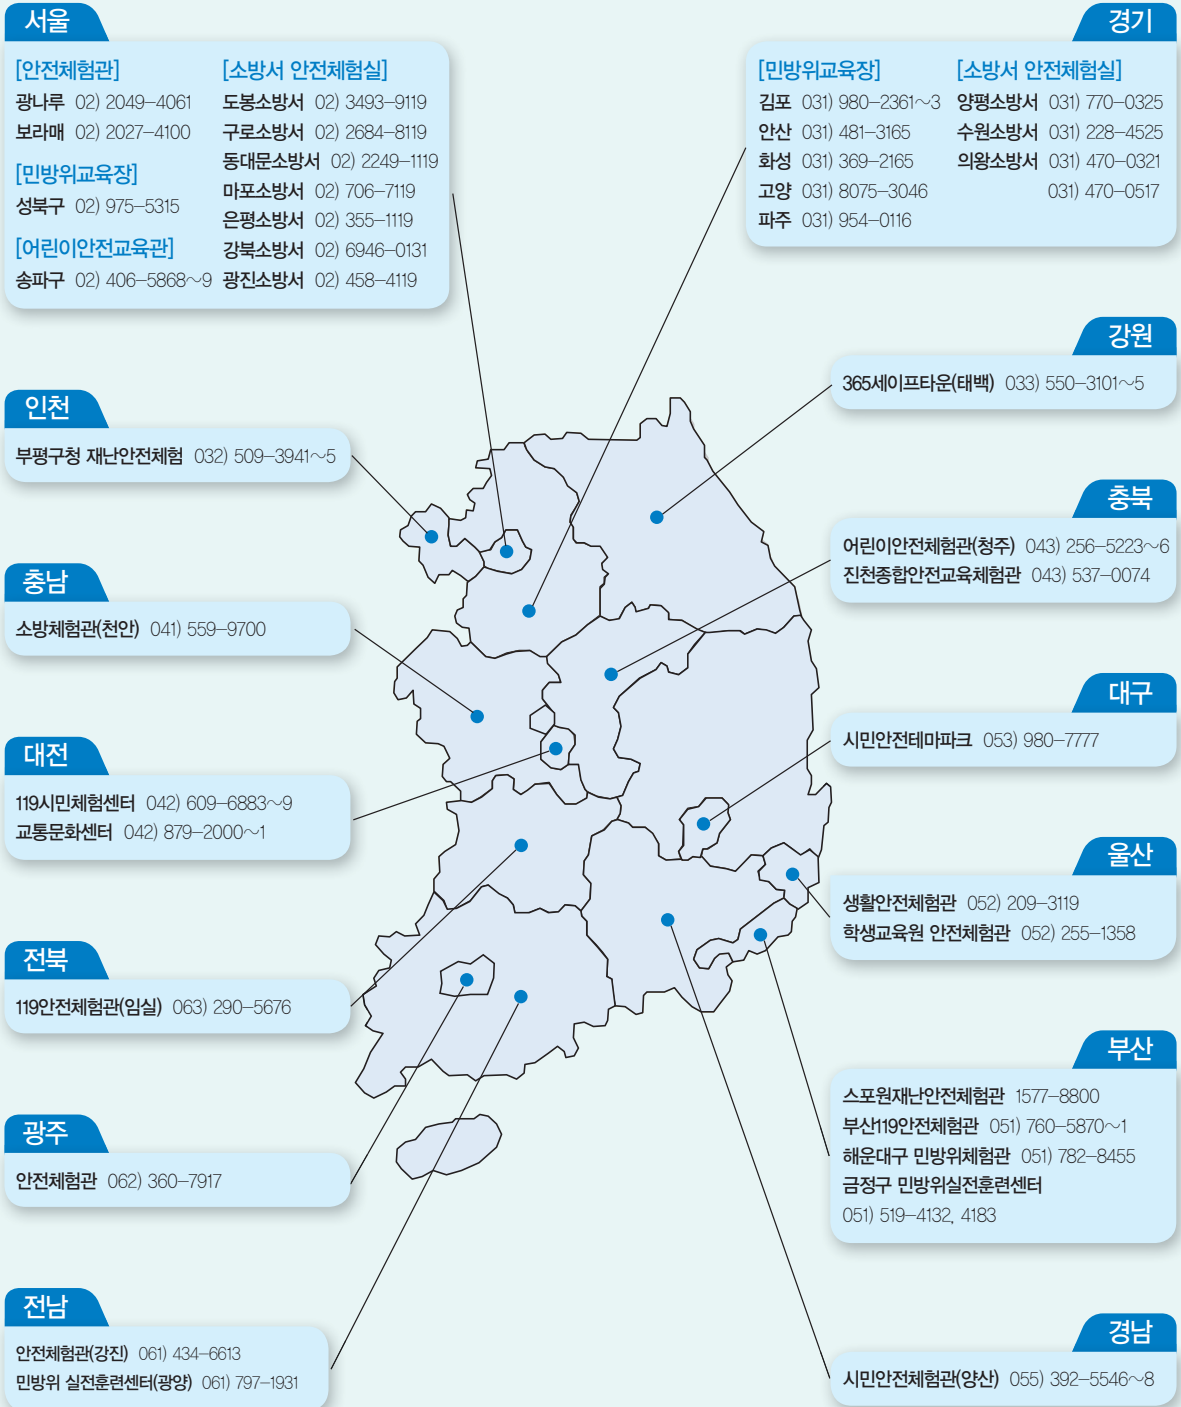 서울
[안전체험관]
광나루 02) 2049-4061
보라매 02) 2027-4100
[민방위교육장]
성북구 02) 975-5315
[어린이안전교육관]
송파구 02) 406-5868~9
[소방서 안전체험실]
도봉소방서 02) 3493-9119
구로소방서 02) 2684-8119
동대문소방서 02) 2249-1119
마포소방서 02) 706-7119
은평소방서 02) 355-1119
강북소방서 02) 6946-0131
광진소방서 02) 458-4119
경기
[민방위교육장]
김포 031) 980-2361~3
안산 031) 481-3165
화성 031) 369-2165
고양 031) 8075-3046
파주 031) 954-0116
[소방서 안전체험실]
양평소방서 031) 770-0325
수원소방서 031) 228-4525
의왕소방서 031) 470-0321
031) 470-0517
강원
365세이프타운(태백) 033) 550-3101~5
인천
부평구청 재난안전체험 032) 509-3941~5
충북
어린이안전체험관(청주) 043) 256-5223~6
진천종합안전교육체험관 043) 537-0074
충남
소방체험관(천안) 041) 559-9700
대구
시민안전테마파크 053) 980-7777
대전
119시민체험센터 042) 609-6883~9
교통문화센터 042) 879-2000~1
울산
생활안전체험관 052) 209-3119
학생교육원 안전체험관 052) 255-1358
전북
119안전체험관(임실) 063) 290-5676
부산
스포원재난안전체험관 1577-8800
부산119안전체험관 051) 760-5870~1
해운대구 민방위체험관 051) 782-8455
금정구 민방위실전훈련센터
051) 519-4132, 4183
광주
안전체험관 062) 360-7917
전남
안전체험관(강진) 061) 434-6613
민방위 실전훈련센터(광양) 061) 797-1931
경남
시민안전체험관(양산) 055) 392-5546~8